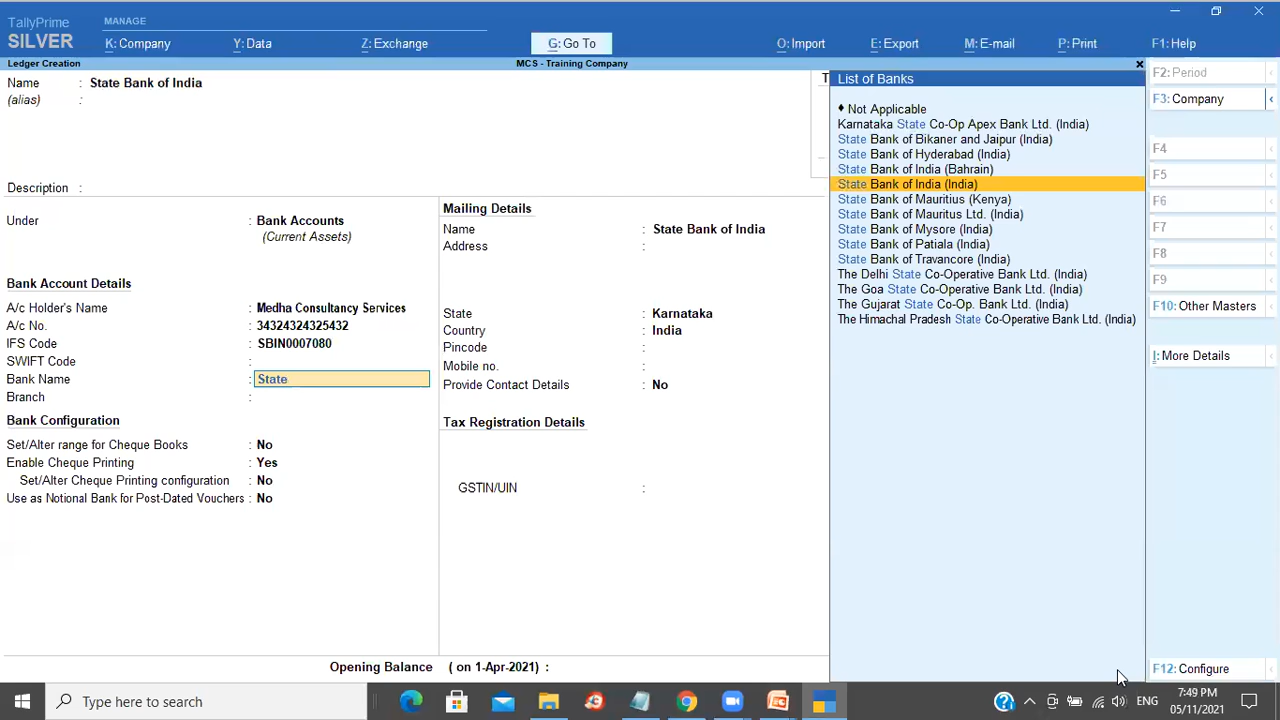 TallyPrime
MANAGE
SILVER
K: Company
Y: Data
Z: Exchange
G: Go To
O: Import
E: Export
M: E-mail
P: Print
F1: Help
Ledger Creation
MCS - Training Company
Name : State Bank of India
(alias) :
Description :
Under : Bank Accounts
(Current Assets)
Bank Account Details
A/c Holder's Name : Medha Consultancy Services
A/c No. : 34324324325432
IFS Code : SBIN0007080
SWIFT Code :
Bank Name : State
Branch :
Bank Configuration
Set/Alter range for Cheque Books : No
Enable Cheque Printing : Yes
Set/Alter Cheque Printing configuration : No
Use as Notional Bank for Post-Dated Vouchers : No
Mailing Details
Name : State Bank of India
Address :
State : Karnataka
Country : India
Pincode :
Mobile no. :
Provide Contact Details : No
Tax Registration Details
GSTIN/UIN :
Opening Balance ( on 1-Apr-2021) :
List of Banks
♦ Not Applicable
Karnataka State Co-Op Apex Bank Ltd. (India)
State Bank of Bikaner and Jaipur (India)
State Bank of Hyderabad (India)
State Bank of India (Bahrain)
State Bank of India (India)
State Bank of Mauritius (Kenya)
State Bank of Mauritus Ltd. (India)
State Bank of Mysore (India)
State Bank of Patiala (India)
State Bank of Travancore (India)
The Delhi State Co-Operative Bank Ltd. (India)
The Goa State Co-Operative Bank Ltd. (India)
The Gujarat State Co-Op. Bank Ltd. (India)
The Himachal Pradesh State Co-Operative Bank Ltd. (India)
F2: Period
F3: Company
F4
F5
F6
F7
F8
F9
F10: Other Masters
I: More Details
F12: Configure
Type here to search
ENG
7:49 PM
05/11/2021